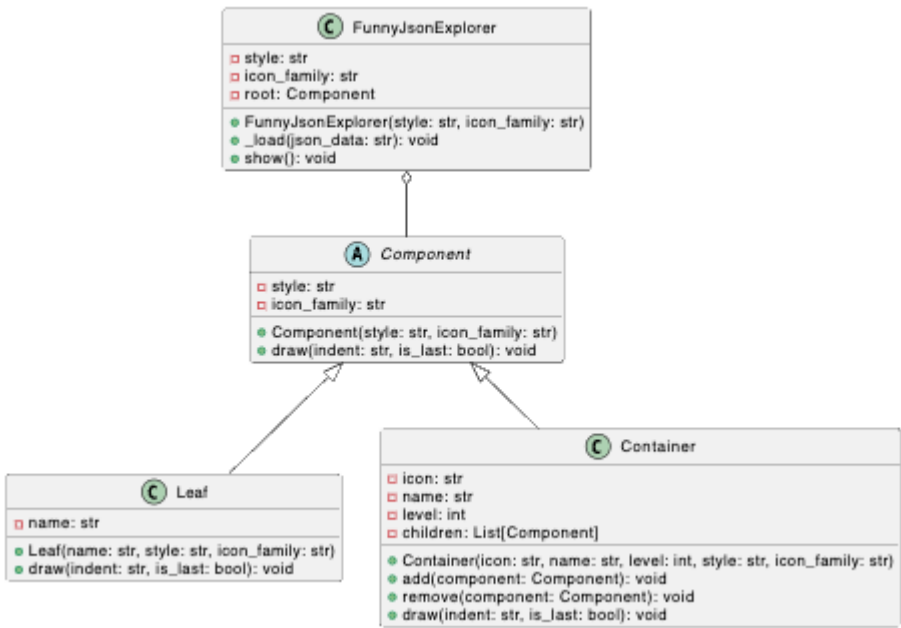 C FunnyJsonExplorer
style: str
icon_family: str
root: Component
FunnyJsonExplorer(style: str, icon_family: str)
_load(json_data: str): void
show(): void
A Component
style: str
icon_family: str
Component(style: str, icon_family: str)
draw(indent: str, is_last: bool): void
C Leaf
name: str
Leaf(name: str, style: str, icon_family: str)
draw(indent: str, is_last: bool): void
C Container
icon: str
name: str
level: int
children: List[Component]
Container(icon: str, name: str, level: int, style: str, icon_family: str)
add(component: Component): void
remove(component: Component): void
draw(indent: str, is_last: bool): void